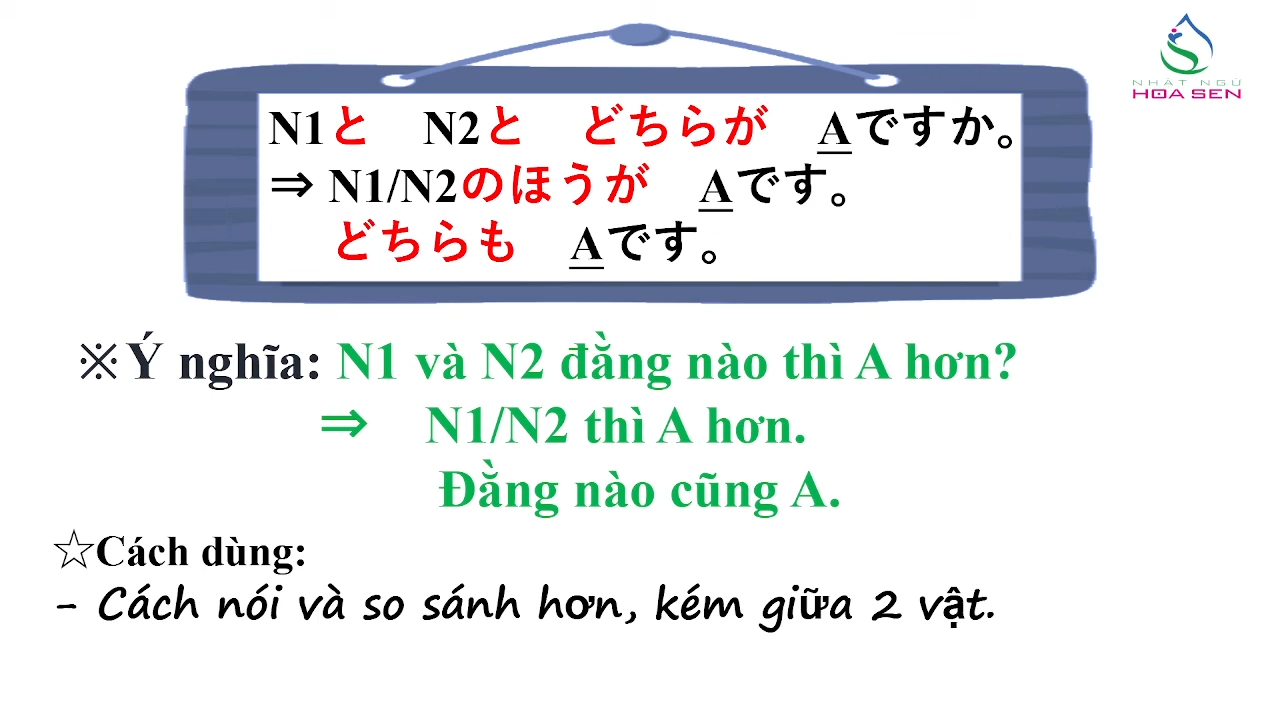 NHẬT NGỮ
HOA SEN
N1と　N2と　どちらが　Aですか。
⇒ N1/N2のほうが　Aです。
どちらも　Aです。
※Ý nghĩa: N1 và N2 đằng nào thì A hơn?
⇒　N1/N2 thì A hơn.
Đằng nào cũng A.
☆Cách dùng:
- Cách nói và so sánh hơn, kém giữa 2 vật.